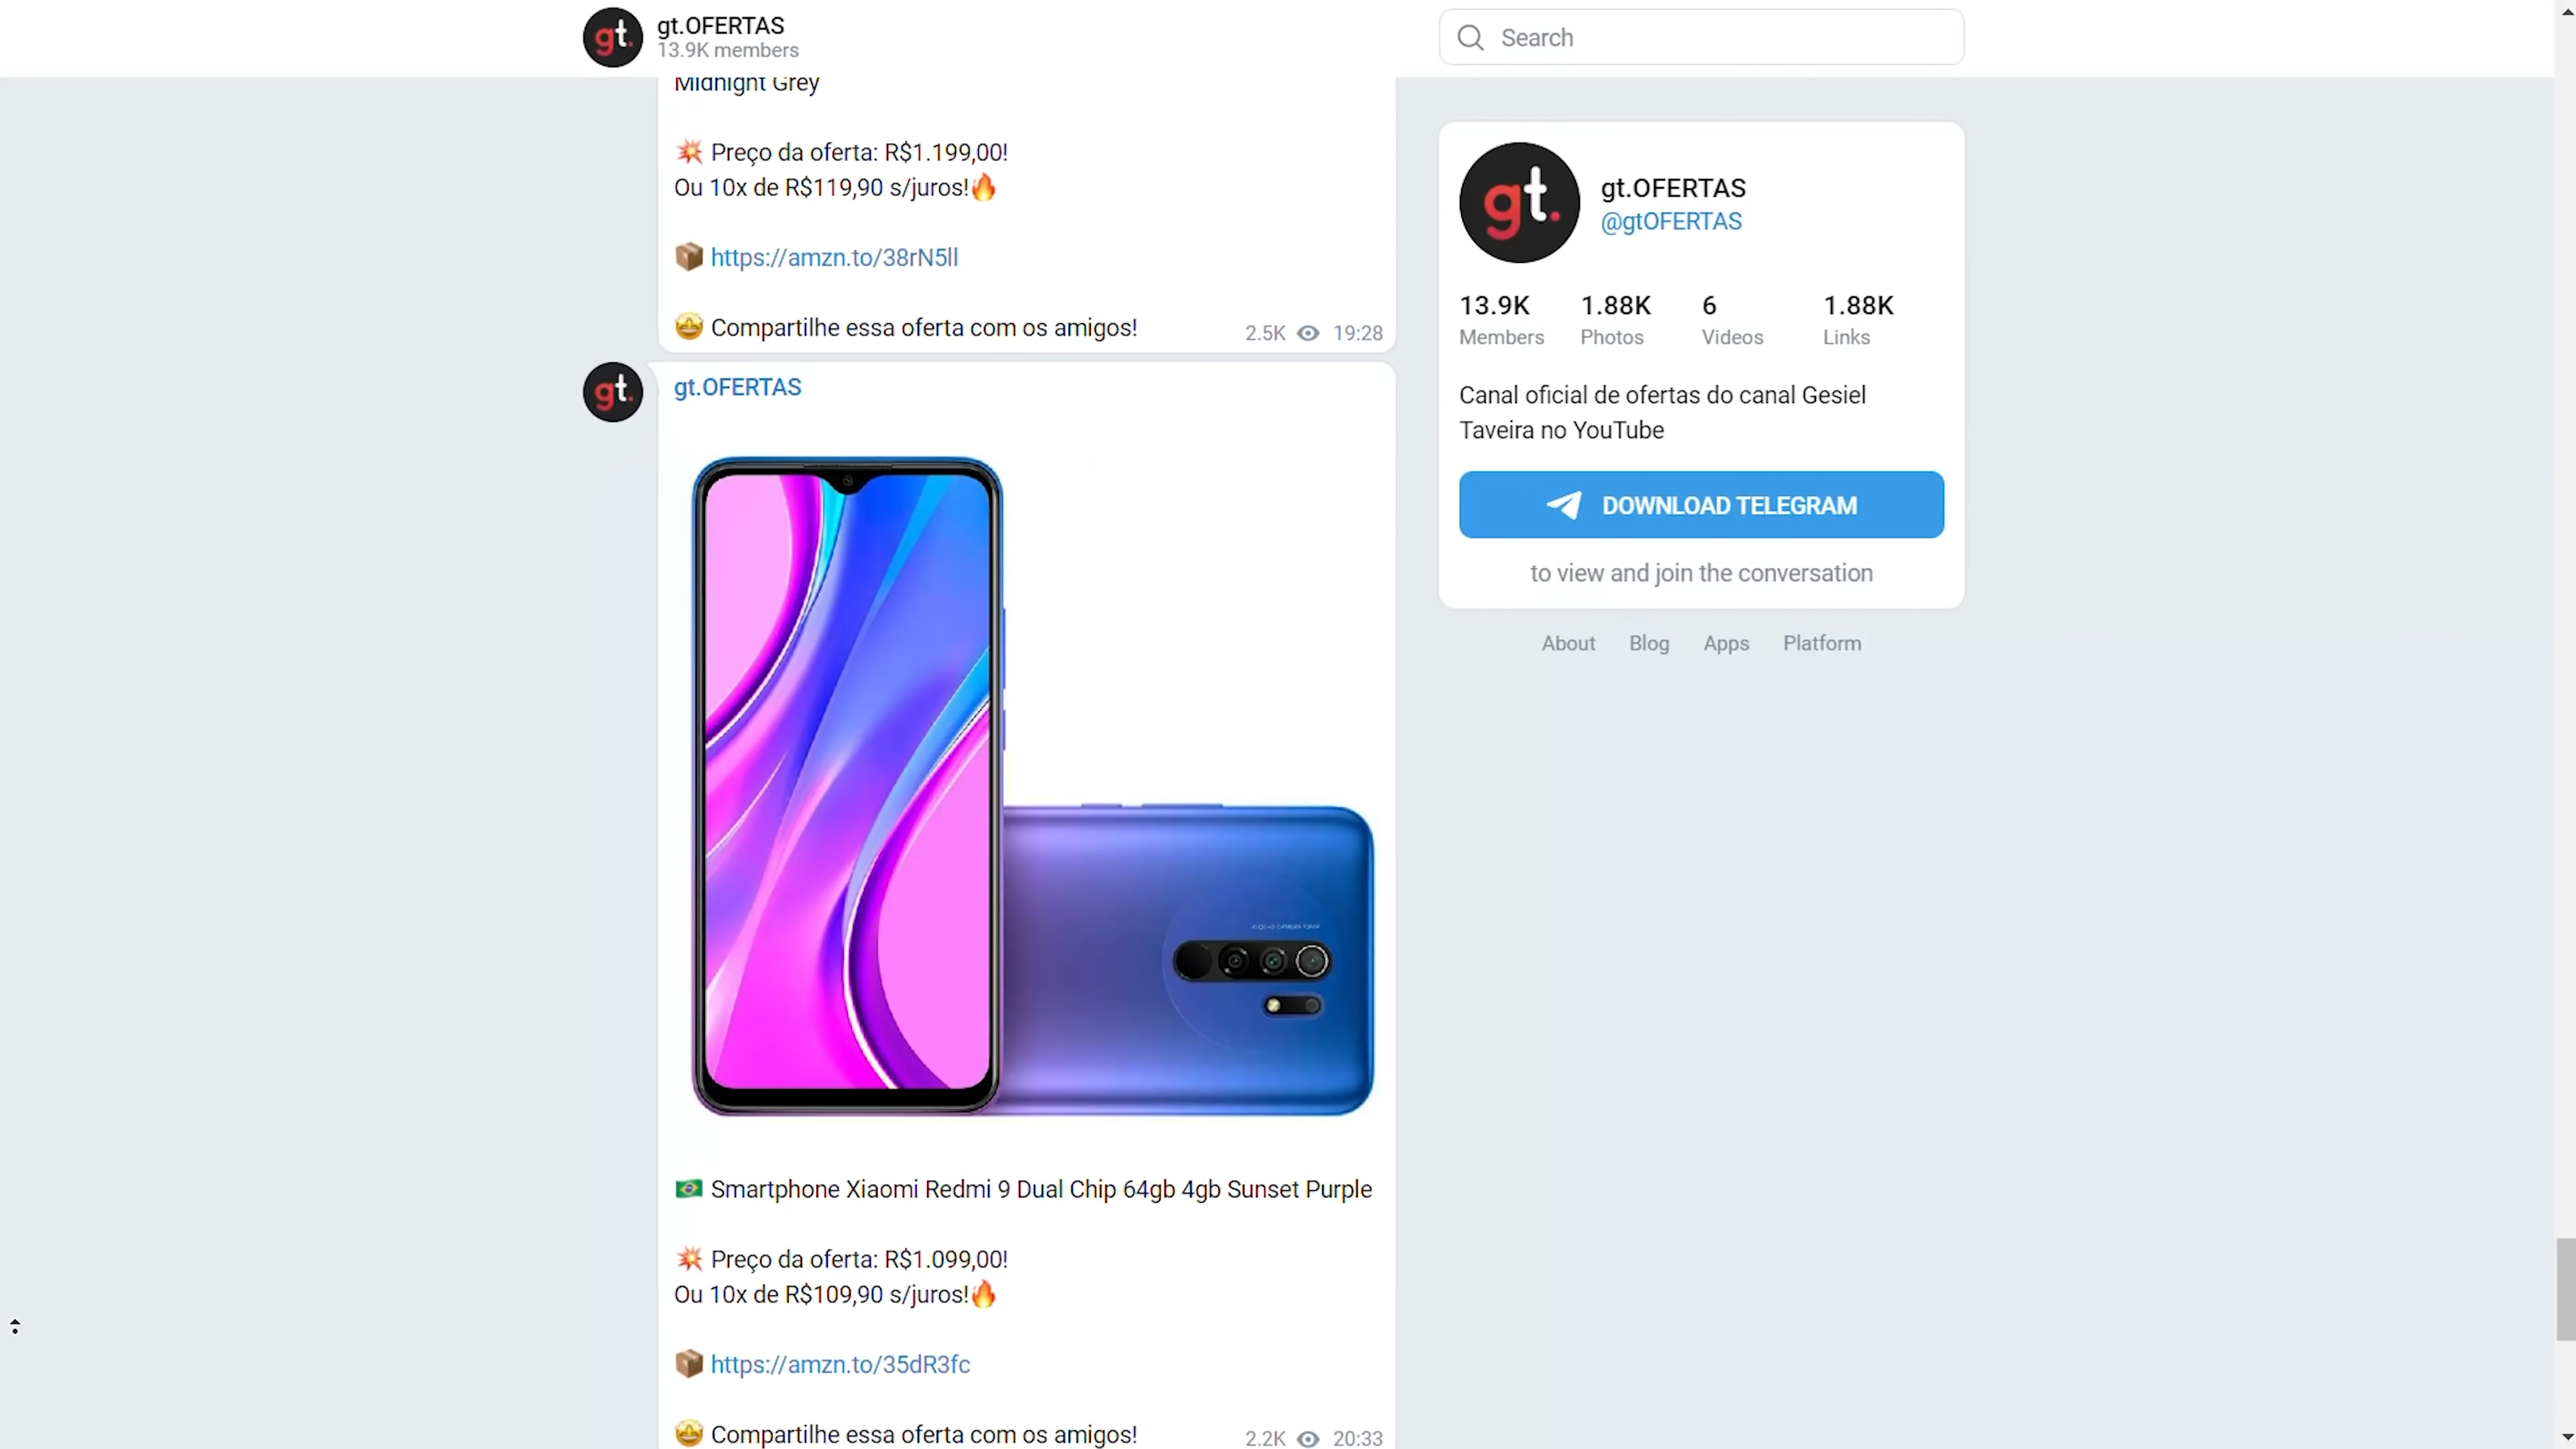 gt.
gt.OFERTAS
13.9K members
Search
Midnight Grey
Preço da oferta: R$1.199,00!
Ou 10x de R$119,90 s/juros!
https://amzn.to/38rN5ll
Compartilhe essa oferta com os amigos!
2.5K 19:28
gt.
gt.OFERTAS
Smartphone Xiaomi Redmi 9 Dual Chip 64gb 4gb Sunset Purple
Preço da oferta: R$1.099,00!
Ou 10x de R$109,90 s/juros!
https://amzn.to/35dR3fc
Compartilhe essa oferta com os amigos!
2.2K 20:33
gt.
gt.OFERTAS
@gtOFERTAS
13.9K 1.88K 6 1.88K
Members Photos Videos Links
Canal oficial de ofertas do canal Gesiel
Taveira no YouTube
DOWNLOAD TELEGRAM
to view and join the conversation
About Blog Apps Platform